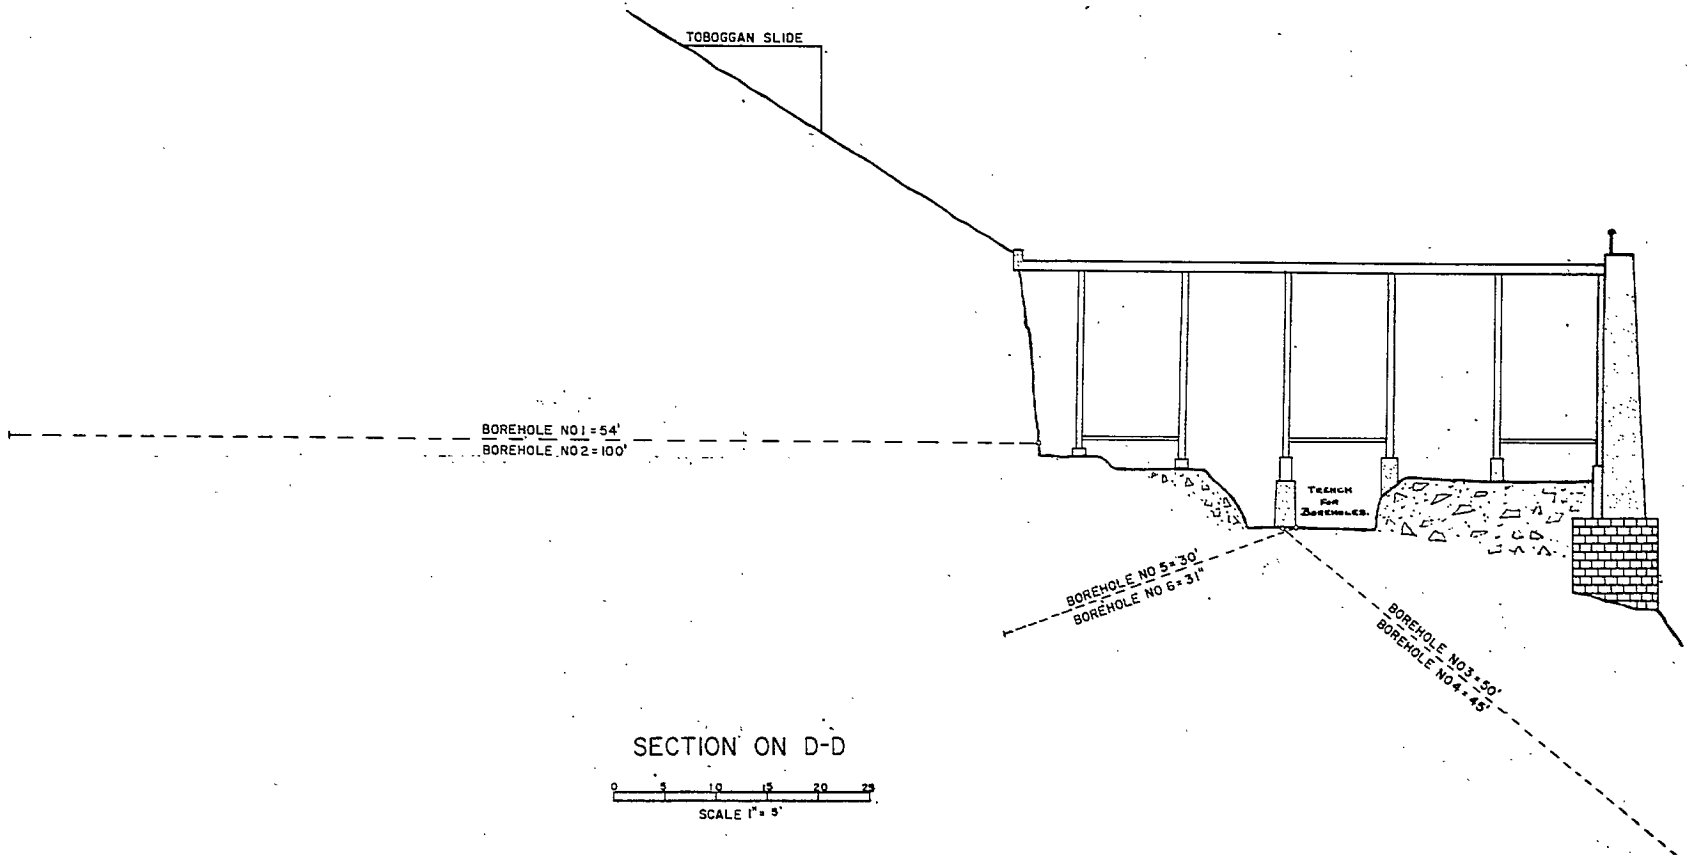 TOBOGGAN SLIDE
BOREHOLE NO 1 = 54'
BOREHOLE NO 2 = 100'
TRENCH
FOR
BOREHOLES.
BOREHOLE NO 5 = 30'
BOREHOLE NO 6 = 31"
BOREHOLE NO 3 = 50'
BOREHOLE NO 4 = 45'
SECTION ON D-D
0 5 10 15 20 25
SCALE 1" = 5'